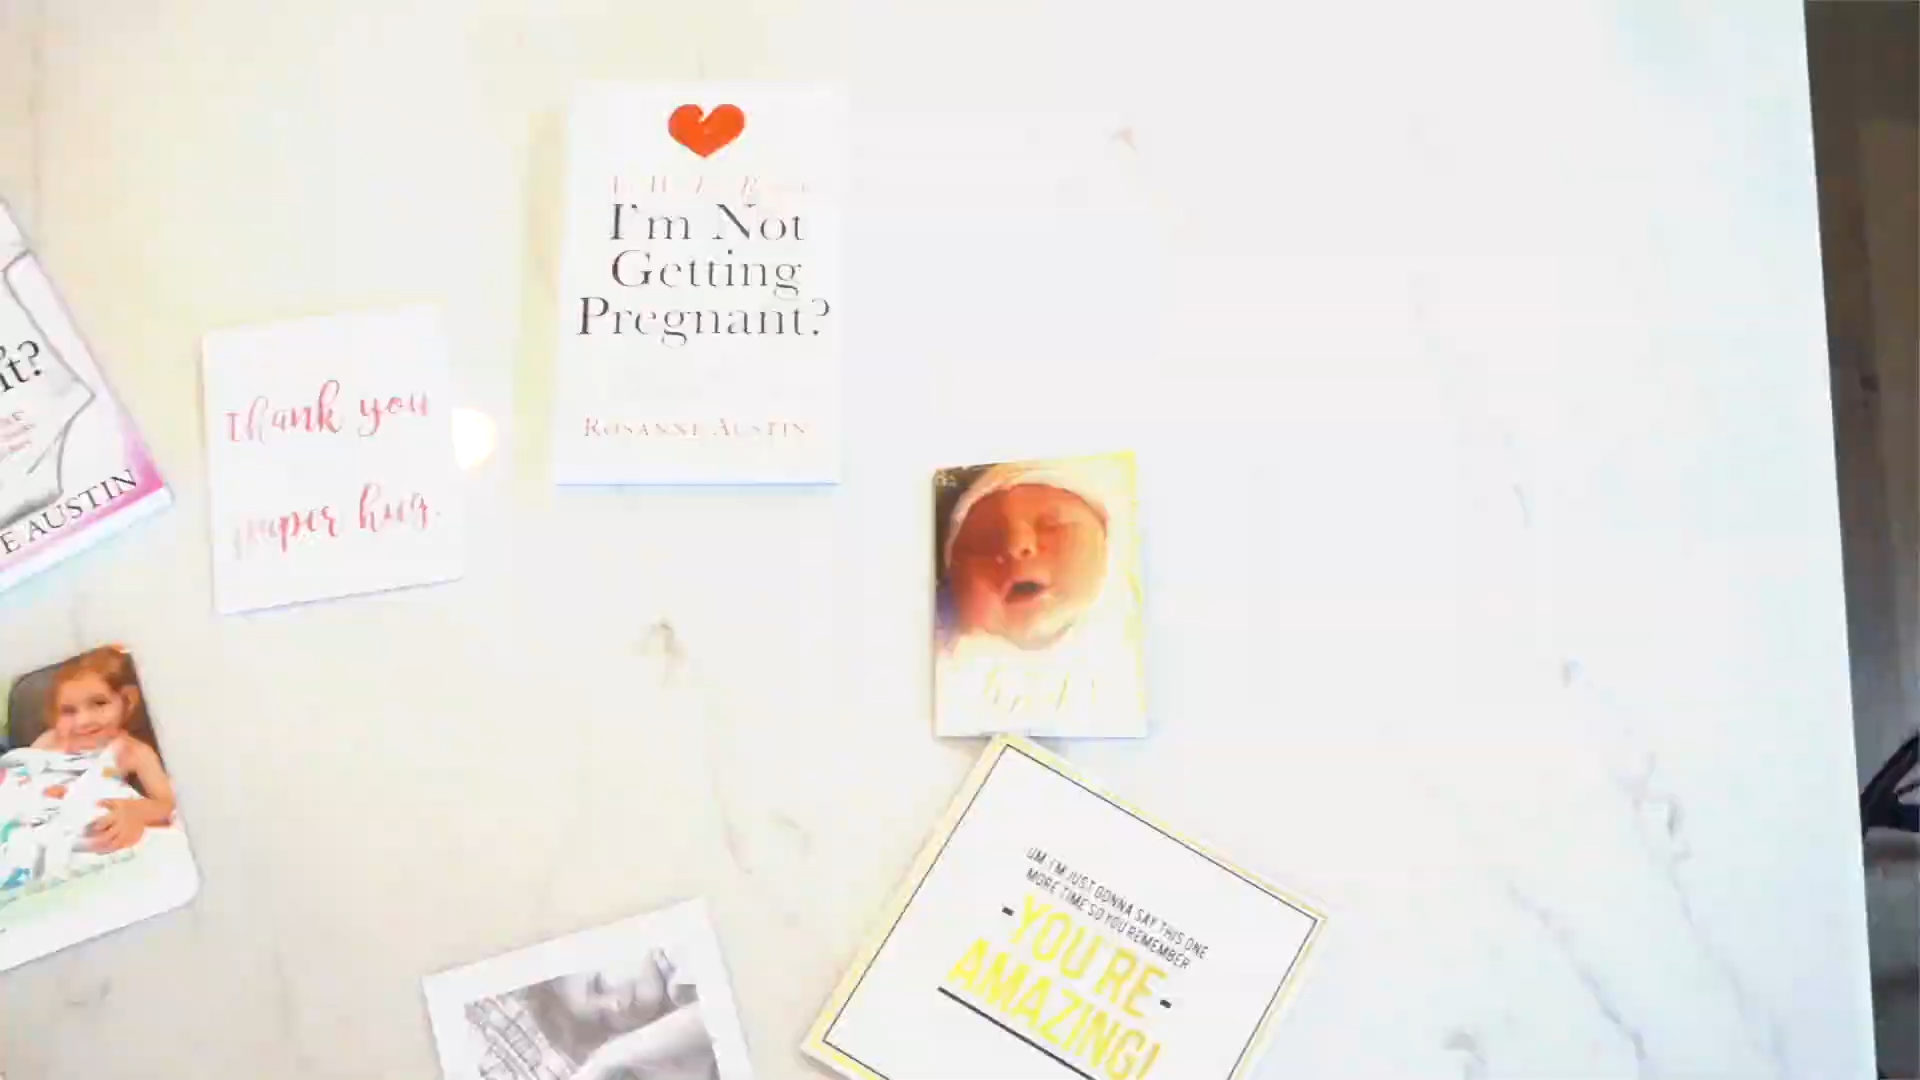 I'm Not
Getting
Pregnant?
ROSANNE AUSTIN
thank you
paper hug.
it?
E AUSTIN
UM, I'M JUST GONNA SAY THIS ONE
MORE TIME SO YOU REMEMBER
-YOU'RE-
AMAZING!